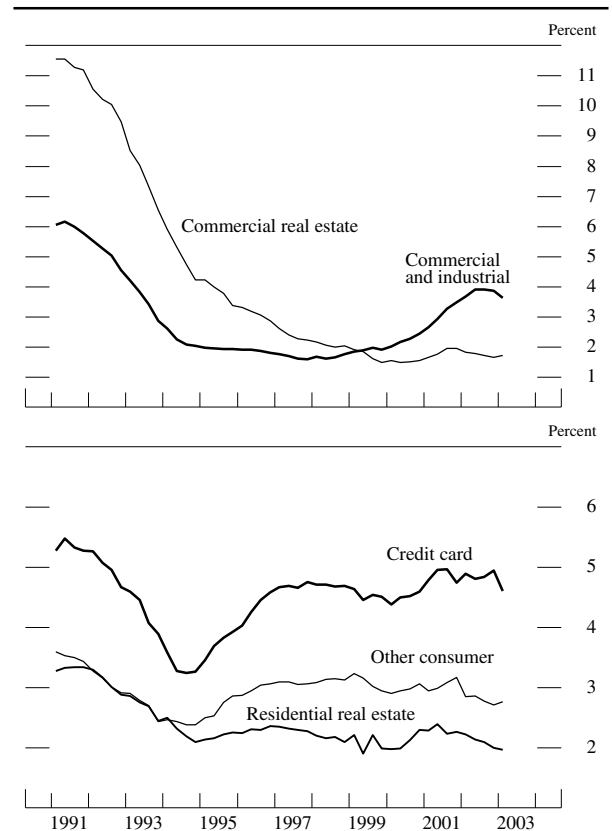 Percent
11
10
9
8
7
Commercial real estate
6
Commercial
and industrial
5
4
3
2
1
Percent
6
Credit card
5
4
Other consumer
3
Residential real estate
2
1991 1993 1995 1997 1999 2001 2003